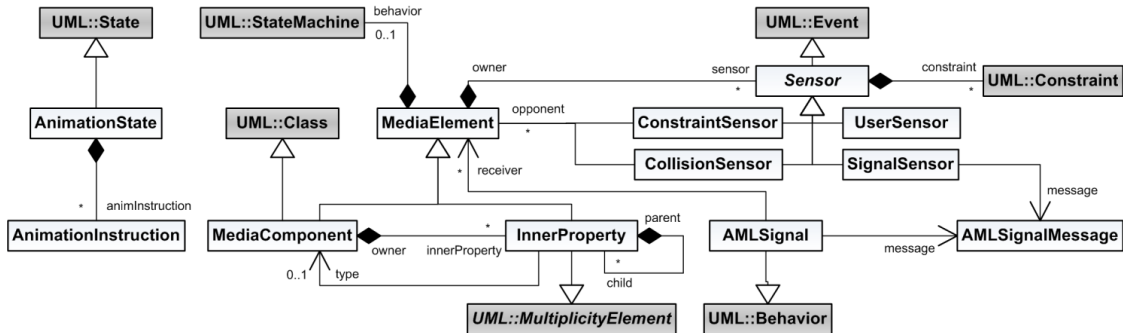 UML::State
UML::StateMachine
behavior
0..1
UML::Event
owner
sensor
*
Sensor
constraint
*
UML::Constraint
AnimationState
UML::Class
MediaElement
opponent
*
ConstraintSensor
UserSensor
CollisionSensor
SignalSensor
*
receiver
message
*
animInstruction
AnimationInstruction
MediaComponent
owner
*
innerProperty
InnerProperty
parent
AMLSignal
message
AMLSignalMessage
0..1
type
*
child
UML::MultiplicityElement
UML::Behavior